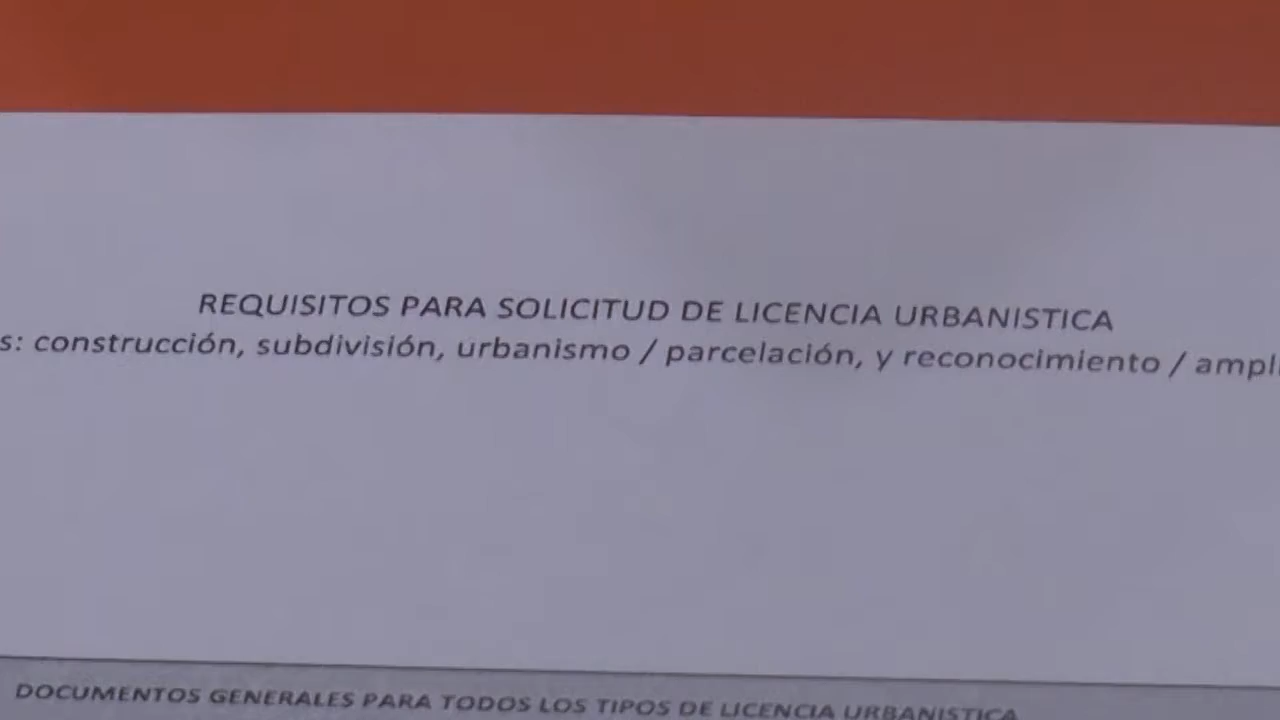 REQUISITOS PARA SOLICITUD DE LICENCIA URBANISTICA
construcción, subdivisión, urbanismo / parcelación, y reconocimiento /
DOCUMENTOS GENERALES PARA TODOS LOS TIPOS DE LICENCIA URBANISTICA